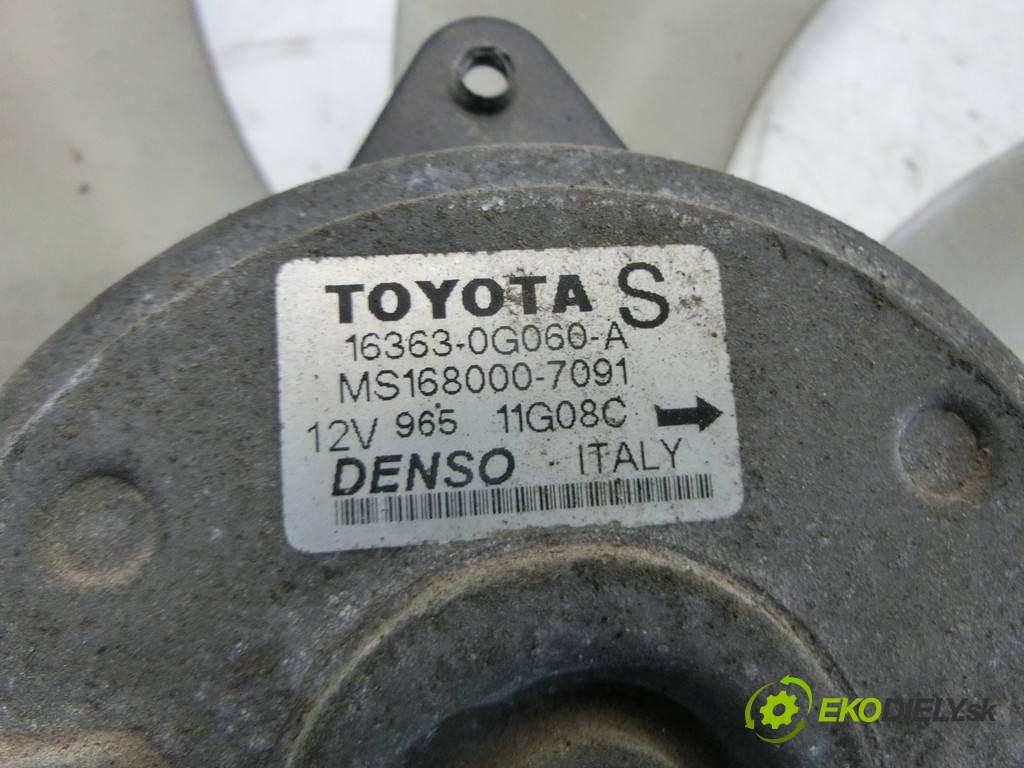 TOYOTA S
16363-0G060-A
MS168000-7091
12V 965 11G08C
DENSO ITALY
EKODIELY.sk